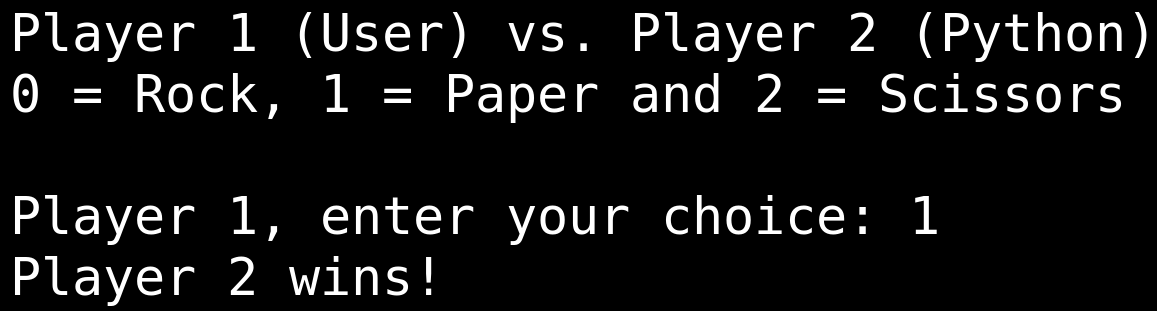 Player 1 (User) vs. Player 2 (Python)
0 = Rock, 1 = Paper and 2 = Scissors
Player 1, enter your choice: 1
Player 2 wins!